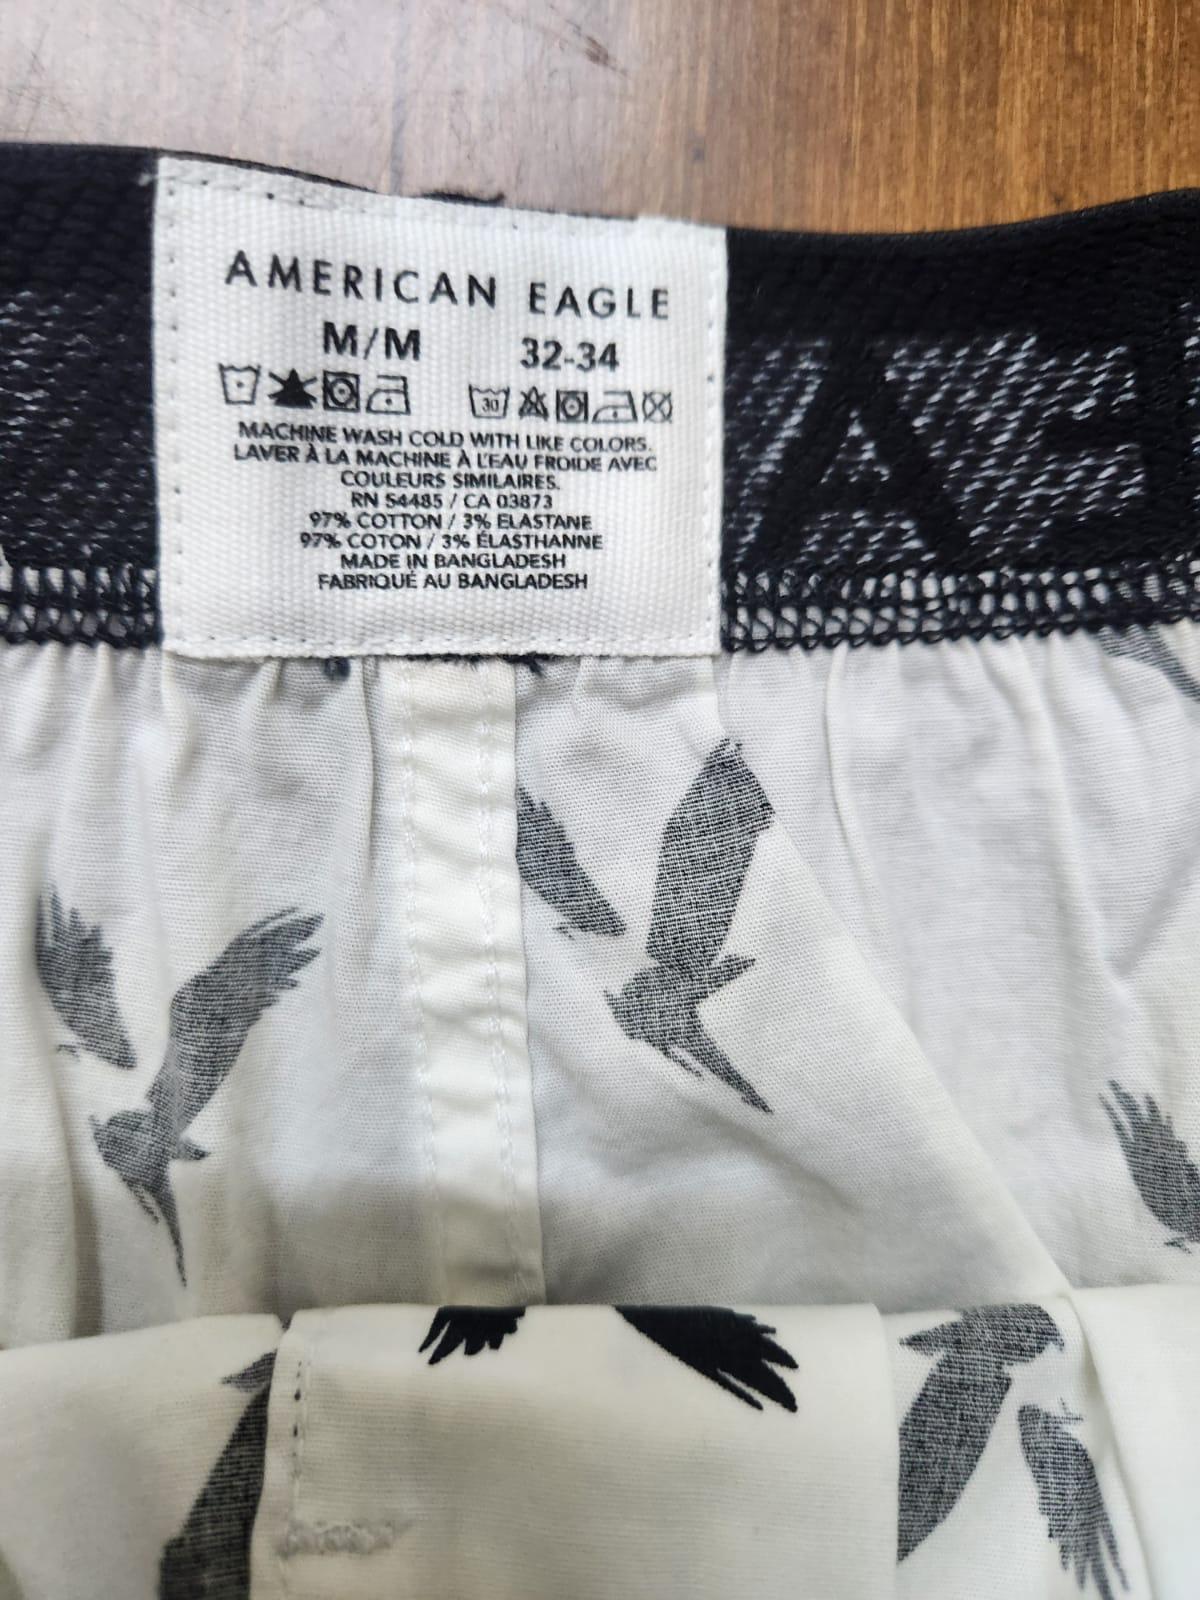 AMERICAN EAGLE
M/M 32-34
30
MACHINE WASH COLD WITH LIKE COLORS.
LAVER À LA MACHINE À L'EAU FROIDE AVEC
COULEURS SIMILAIRES.
RN 54485 / CA 03873
97% COTTON / 3% ELASTANE
97% COTON / 3% ÉLASTHANNE
MADE IN BANGLADESH
FABRIQUÉ AU BANGLADESH